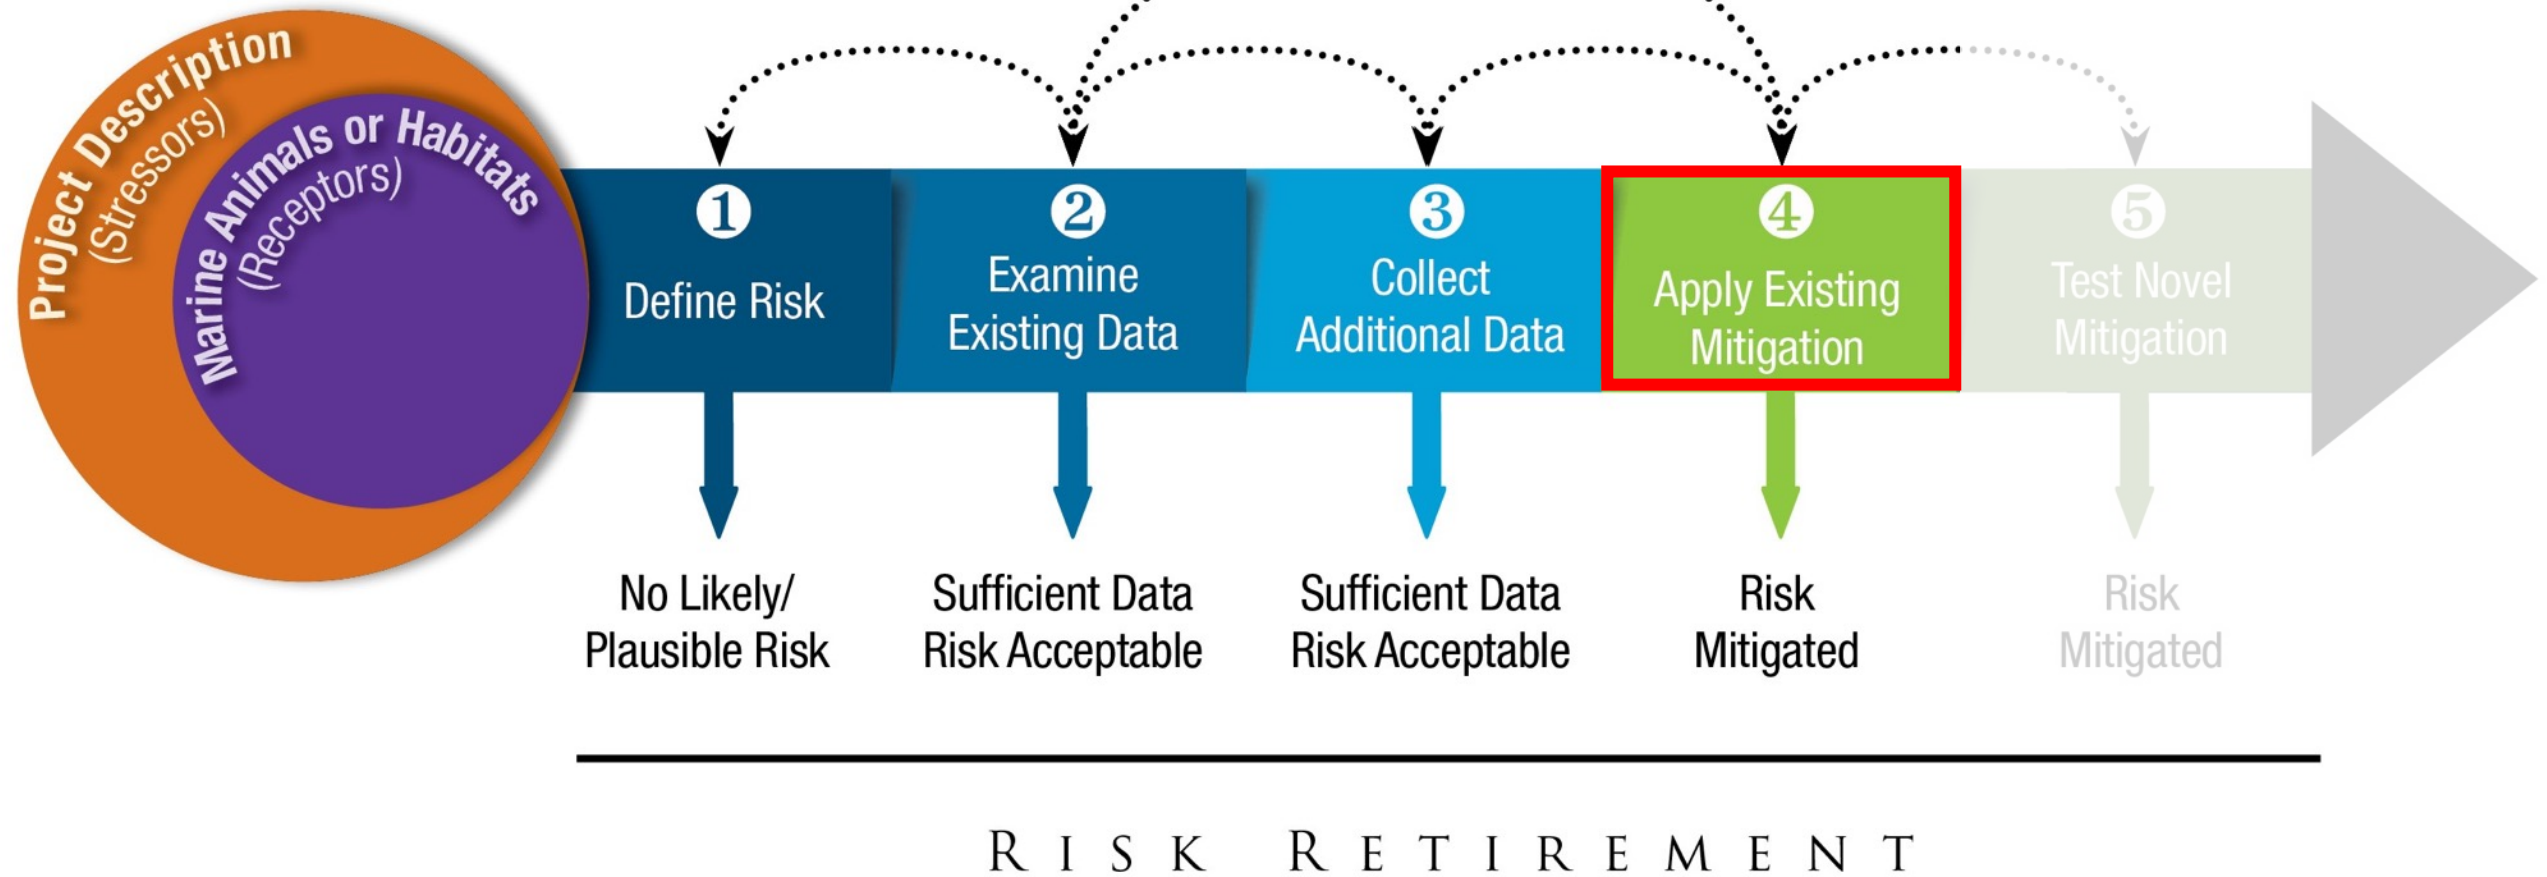 Project Description
(Stressors)
Marine Animals or Habitats
(Receptors)
1
Define Risk
2
Examine
Existing Data
3
Collect
Additional Data
4
Apply Existing
Mitigation
5
Test Novel
Mitigation
No Likely/
Plausible Risk
Sufficient Data
Risk Acceptable
Sufficient Data
Risk Acceptable
Risk
Mitigated
Risk
Mitigated
RISK RETIREMENT